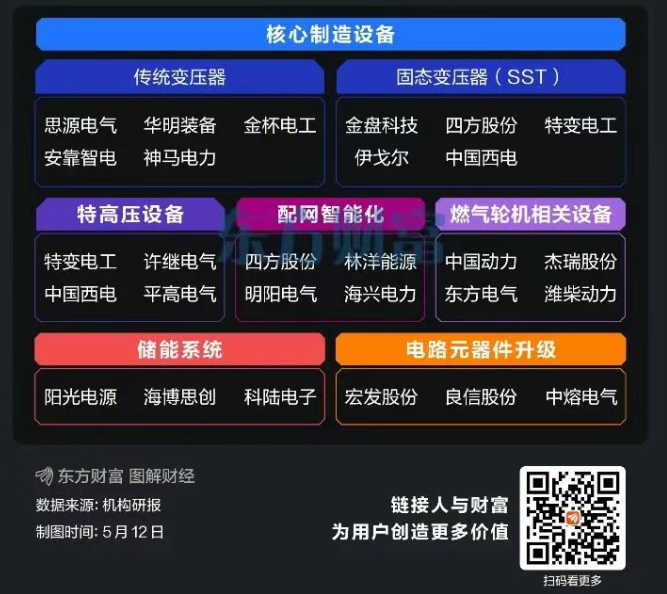 核心制造设备
传统变压器
固态变压器（SST）
思源电气 华明装备 金杯电工
安靠智电 神马电力
金盘科技 四方股份 特变电工
伊戈尔 中国西电
特高压设备
配网智能化
燃气轮机相关设备
特变电工 许继电气
中国西电 平高电气
四方股份 林洋能源
明阳电气 海兴电力
中国动力 杰瑞股份
东方电气 潍柴动力
东方财富
储能系统
电路元器件升级
阳光电源 海博思创 科陆电子
宏发股份 良信股份 中熔电气
东方财富 图解财经
数据来源：机构研报
制图时间：5月12日
链接人与财富
为用户创造更多价值
扫码看更多